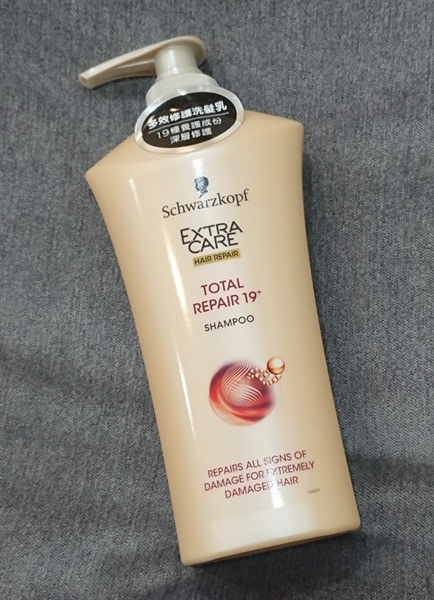 多效修護洗髮乳
19種養護成份
深層修護
Schwarzkopf
EXTRA
CARE
HAIR REPAIR
TOTAL
REPAIR 19+
SHAMPOO
REPAIRS ALL SIGNS OF
DAMAGE FOR EXTREMELY
DAMAGED HAIR